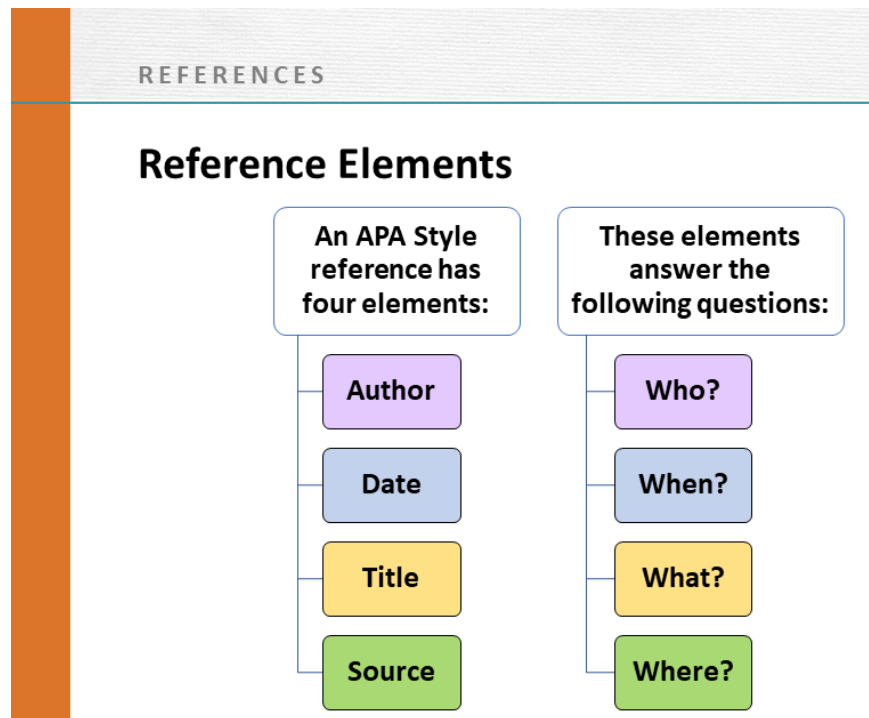 REFERENCES
Reference Elements
An APA Style
reference has
four elements:
Author
Date
Title
Source
These elements
answer the
following questions:
Who?
When?
What?
Where?